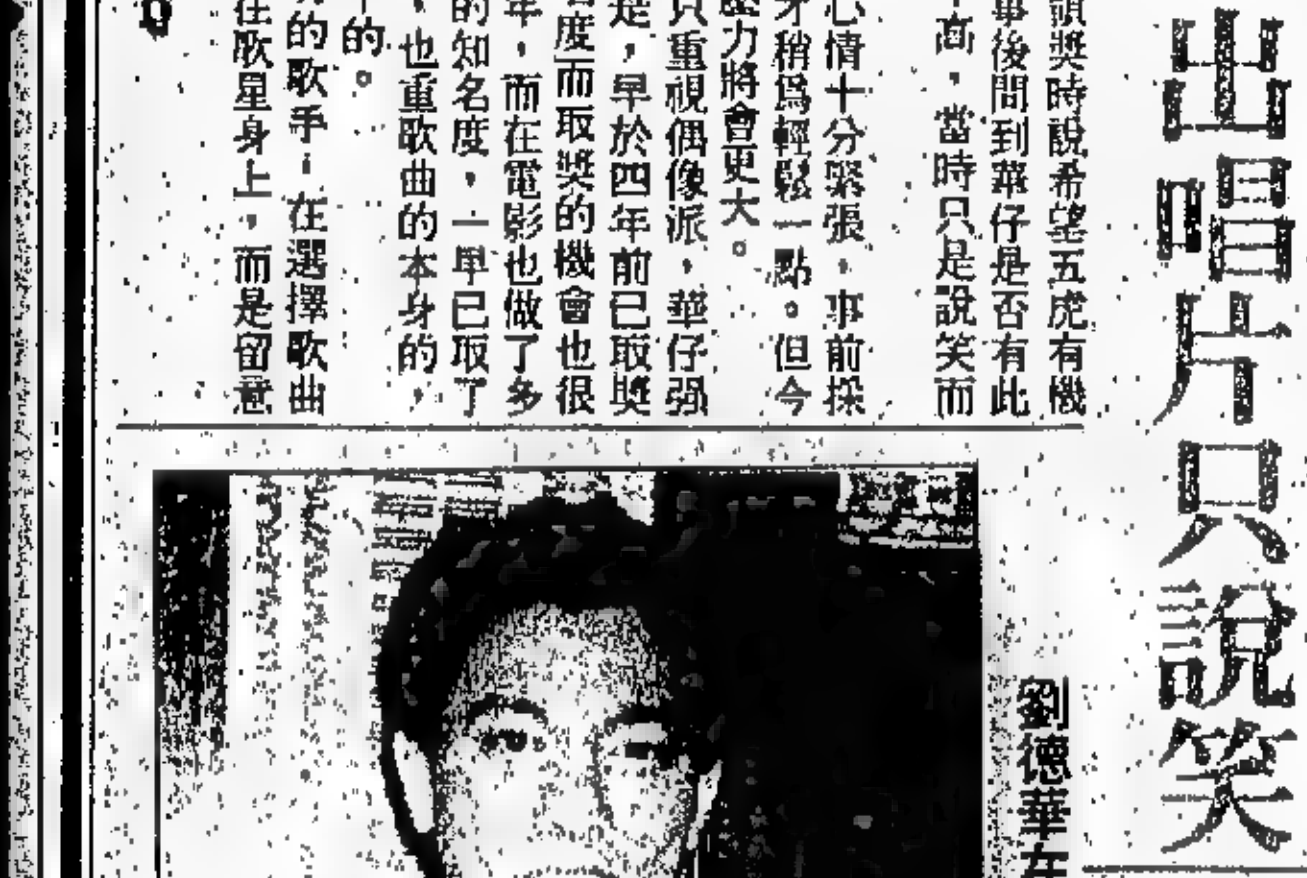 出唱片只說笑
領獎時說希望五虎有機
事後問到華仔是否有此
高，當時只是說笑而
心情十分緊張，事前採
才稍爲輕鬆一點。但今
壓力將會更大。
只重視偶像派，華仔强
是，早於四年前已取獎
名度而取獎的機會也很
年，而在電影也做了多
的知名度，一早已取了
，也重歌曲的本身的，
的。
的歌手，在選擇歌曲
在歌星身上，而是留意
劉德華在